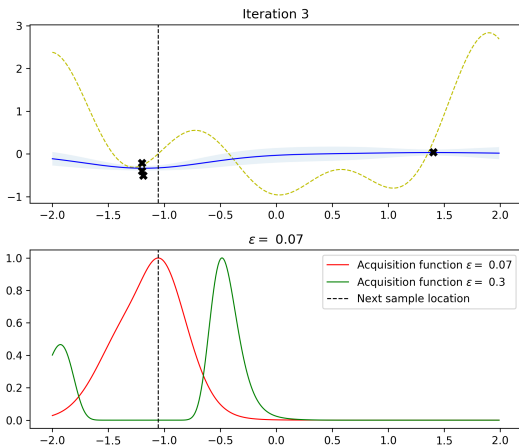 Iteration 3
3
2
1
0
−1
−2.0 −1.5 −1.0 −0.5 0.0 0.5 1.0 1.5 2.0
ε = 0.07
1.0
0.8
0.6
0.4
0.2
0.0
Acquisition function ε = 0.07
Acquisition function ε = 0.3
Next sample location
−2.0 −1.5 −1.0 −0.5 0.0 0.5 1.0 1.5 2.0